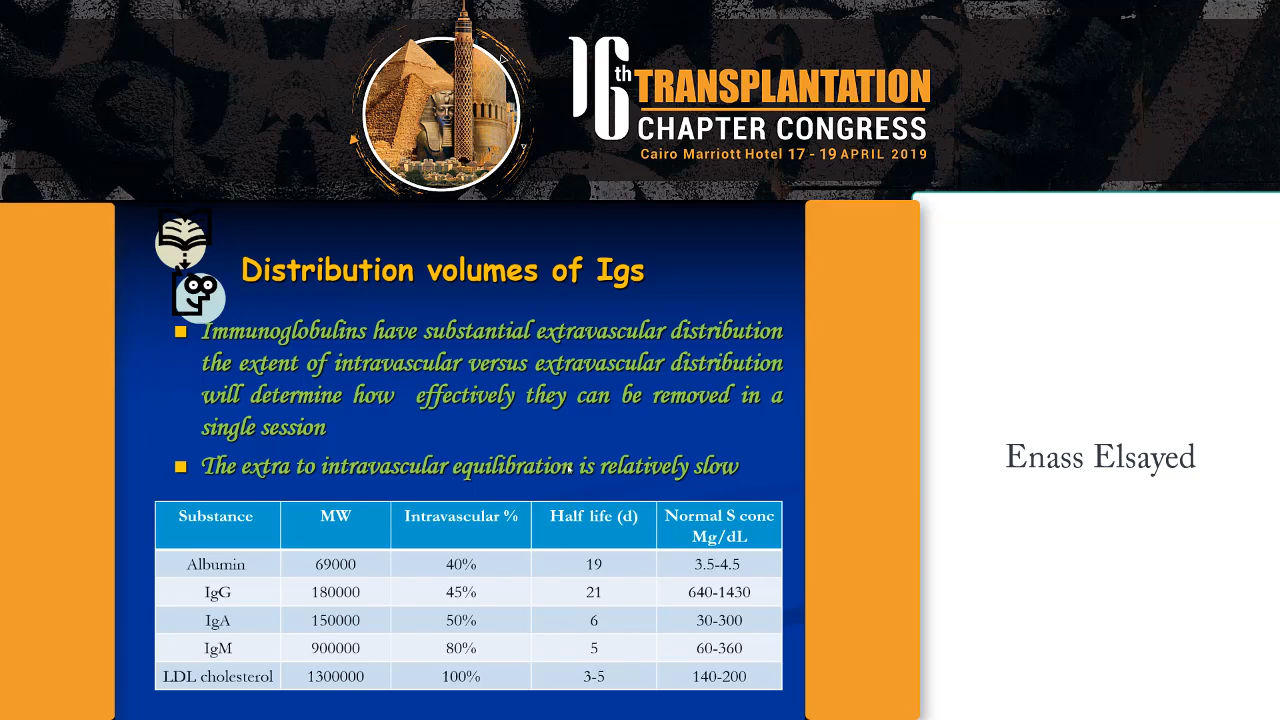 16th TRANSPLANTATION
CHAPTER CONGRESS
Cairo Marriott Hotel 17 - 19 APRIL 2019
Distribution volumes of Igs
Immunoglobulins have substantial extravascular distribution
the extent of intravascular versus extravascular distribution
will determine how effectively they can be removed in a
single session
The extra to intravascular equilibration is relatively slow
Substance MW Intravascular % Half life (d) Normal S conc Mg/dL
Albumin 69000 40% 19 3.5-4.5
IgG 180000 45% 21 640-1430
IgA 150000 50% 6 30-300
IgM 900000 80% 5 60-360
LDL cholesterol 1300000 100% 3-5 140-200
Enass Elsayed